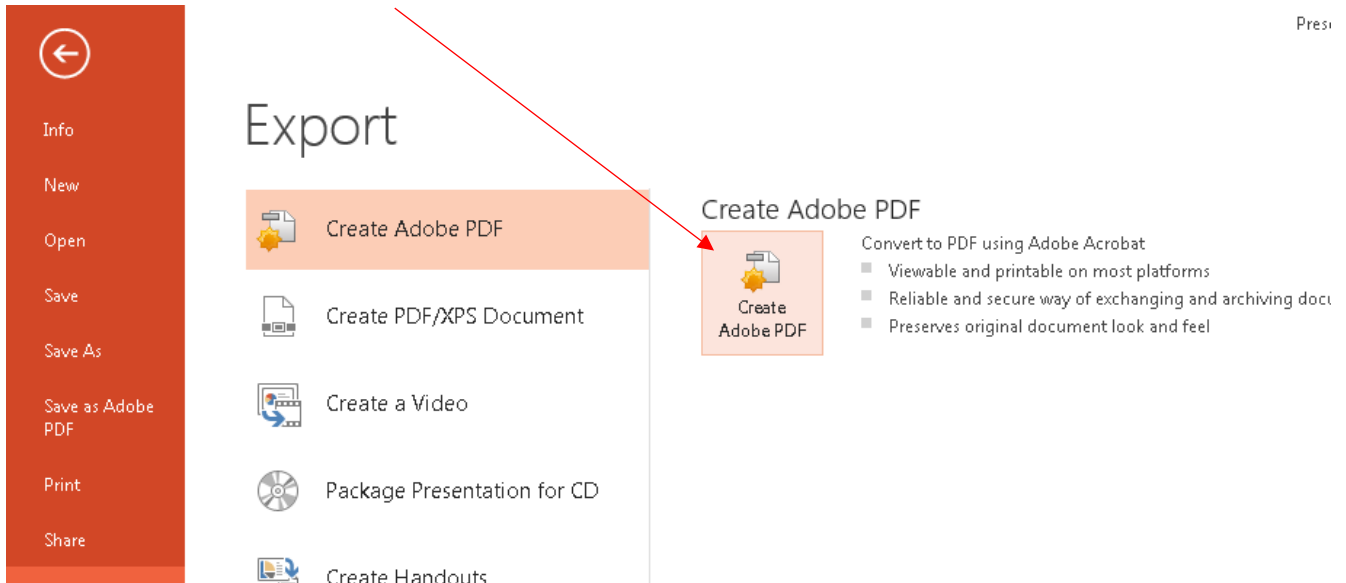 Pres
Info
New
Open
Save
Save As
Save as Adobe
PDF
Print
Share
Export
Create Adobe PDF
Create PDF/XPS Document
Create a Video
Package Presentation for CD
Create Handouts
Create Adobe PDF
Create
Adobe PDF
Convert to PDF using Adobe Acrobat
Viewable and printable on most platforms
Reliable and secure way of exchanging and archiving docu
Preserves original document look and feel